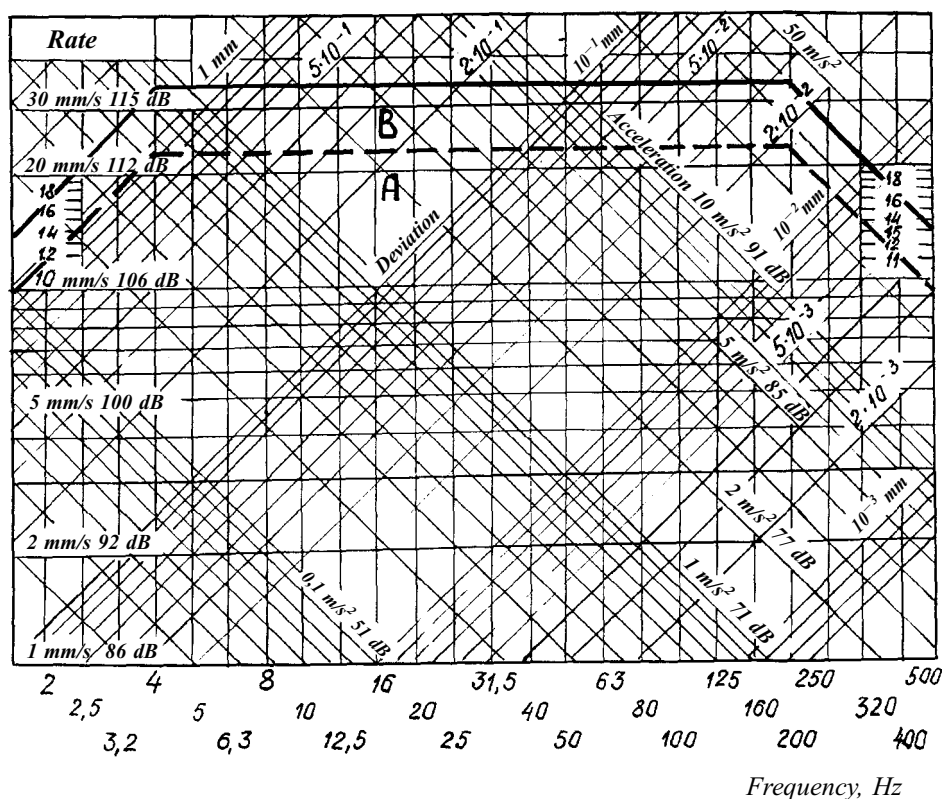 Rate
1 mm
5·10⁻¹
2·10⁻¹
10⁻¹ mm
5·10⁻²
50 m/s²
2·10⁻²
30 mm/s 115 dB
B
20 mm/s 112 dB
A
Acceleration 10 m/s² 91 dB
10⁻² mm
Deviation
18
16
14
12
10 mm/s 106 dB
18
16
14
15
12
11
5·10⁻³
5 m/s² 85 dB
2·10⁻³
5 mm/s 100 dB
10⁻³ mm
2 m/s² 77 dB
2 mm/s 92 dB
0,1 m/s² 51 dB
1 m/s² 71 dB
1 mm/s 86 dB
2 4 8 16 31,5 63 125 250 500
2,5 5 10 20 40 80 160 320
3,2 6,3 12,5 25 50 100 200 400
Frequency, Hz